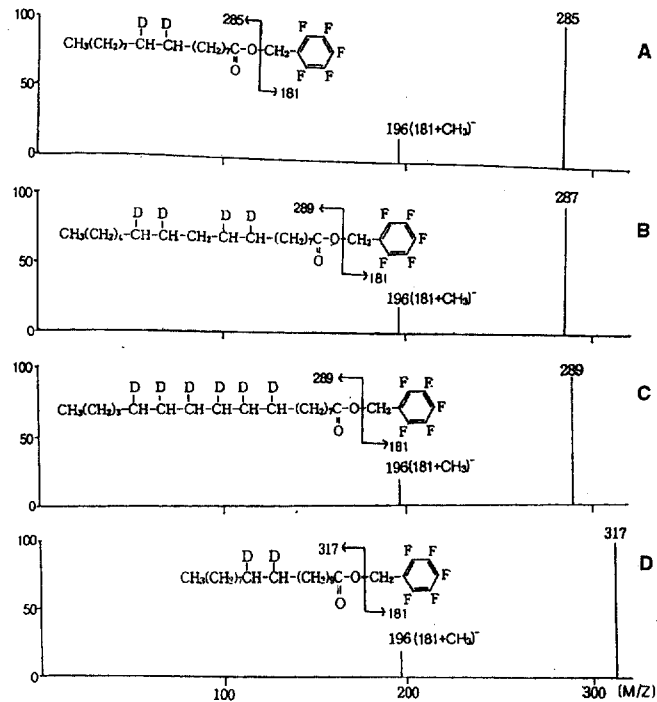 100
50
0
285
285
A
D D
F F
CH₃(CH₂)₇-CH-CH-(CH₂)₇C-O-CH₂ F
O
F F
181
196(181+CH₃)⁻
100
50
0
287
289
B
D D D D
F F
CH₃(CH₂)₄-CH-CH-CH₂-CH-CH-(CH₂)₇C-O-CH₂ F
O
F F
181
196(181+CH₃)⁻
100
50
0
289
289
C
D D D D D D
F F
CH₃(CH₂)₃-CH-CH-CH-CH-CH-CH-(CH₂)₇C-O-CH₂ F
O
F F
181
196(181+CH₃)⁻
100
50
0
317
317
D
D D
F F
CH₃(CH₂)₇-CH-CH-(CH₂)₉C-O-CH₂ F
O
F F
181
196(181+CH₃)⁻
100 200 300 (M/Z)